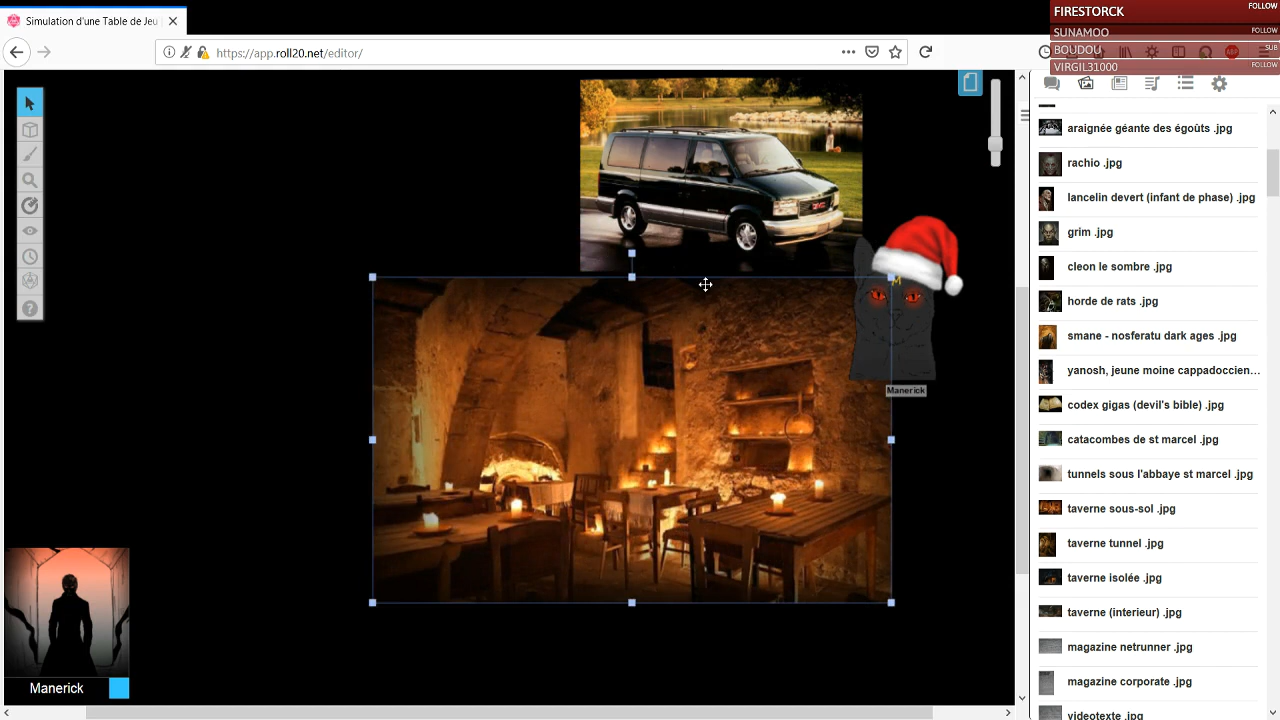 Simulation d'une Table de Jeu
https://app.roll20.net/editor/
FIRESTORCK
FOLLOW
SUNAMOO
FOLLOW
BOUDOU
SUB
VIRGIL31000
FOLLOW
araignée géante des égoûts .jpg
rachio .jpg
lancelin devert (infant de phase) .jpg
grim .jpg
cleon le sombre .jpg
horde de rats .jpg
smane - nosferatu dark ages .jpg
yanosh, jeune moine cappadoccien...
codex gigas (devil's bible) .jpg
catacombes de st marcel .jpg
tunnels sous l'abbaye st marcel .jpg
taverne sous-sol .jpg
taverne tunnel .jpg
taverne isolée .jpg
taverne (interieur) .jpg
magazine netrunner .jpg
magazine corporate .jpg
videotexte .jpg
GMC
M
Manerick
Manerick